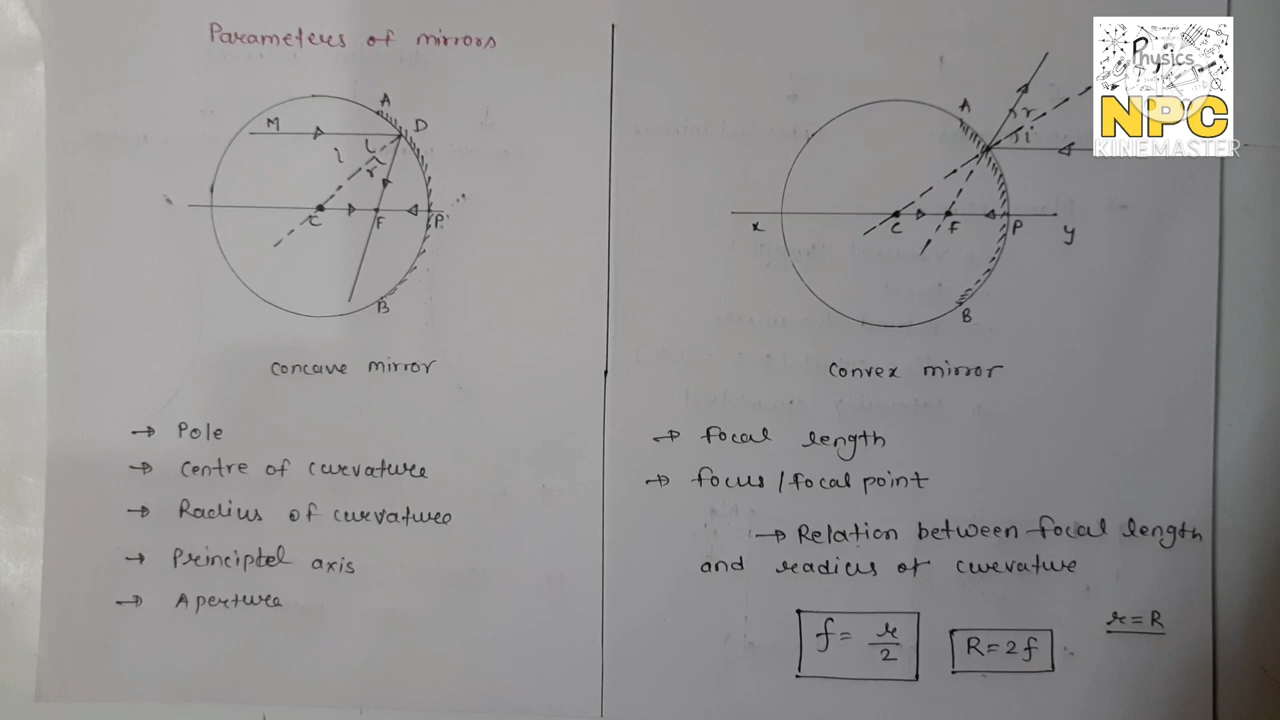 Parameters of mirrors
A
M
D
i
i
r
C
F
P
B
concave mirror
→ Pole
→ Centre of curvature
→ Radius of curvature
→ Principtel axis
→ Aperture
Physics
NPC
KINEMASTER
A
r
i
x
C
F
P
y
B
convex mirror
→ focal length
→ focus / focal point
→ Relation between focal length
and radius of curvature
f = r/2
R = 2f
r = R